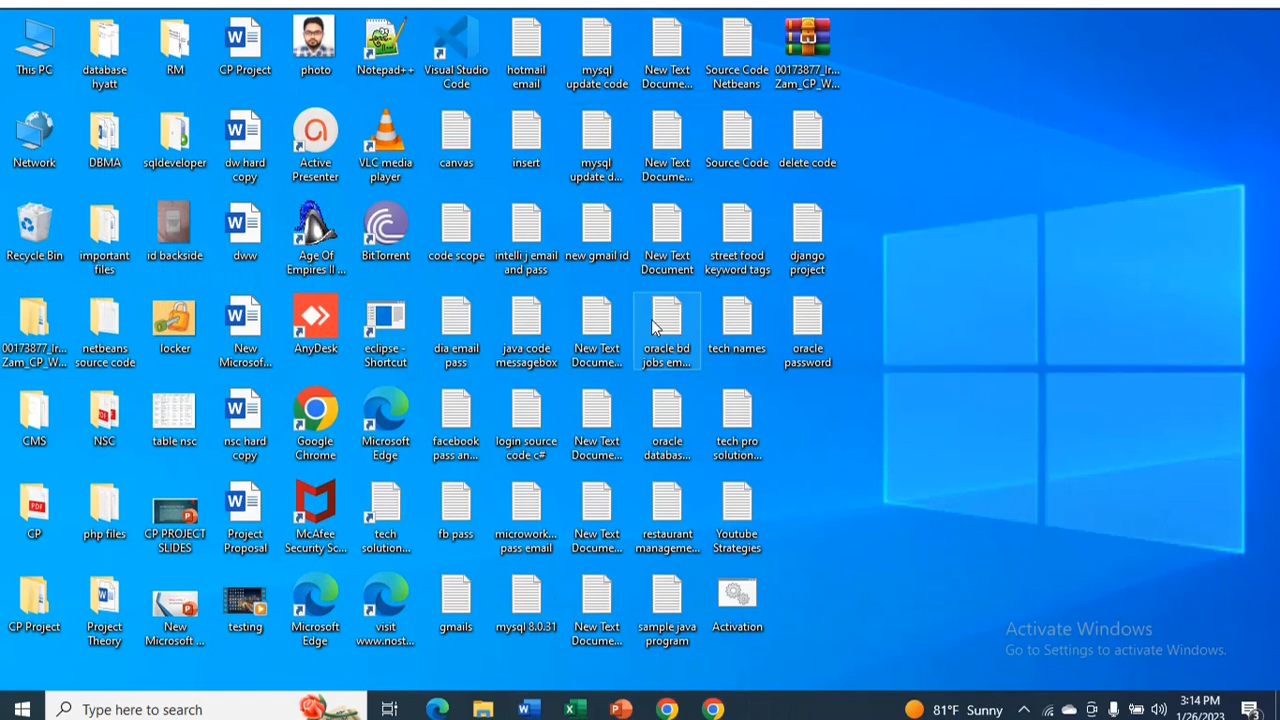 This PC
database
hyatt
RM
CP Project
photo
Notepad++
Visual Studio
Code
hotmail
email
mysql
update code
New Text
Docume...
Source Code
Netbeans
00173877_Ir...
Zam_CP_W...
Network
DBMA
sqldeveloper
dw hard
copy
Active
Presenter
VLC media
player
canvas
insert
mysql
update d...
New Text
Docume...
Source Code
delete code
Recycle Bin
important
files
id backside
dww
Age Of
Empires II ...
BitTorrent
code scope
intelli j email
and pass
new gmail id
New Text
Document
street food
keyword tags
django
project
00173877_Ir...
Zam_CP_W...
netbeans
source code
locker
New
Microsof...
AnyDesk
eclipse -
Shortcut
dia email
pass
java code
messagebox
New Text
Docume...
oracle bd
jobs em...
tech names
oracle
password
CMS
NSC
table nsc
nsc hard
copy
Google
Chrome
Microsoft
Edge
facebook
pass an...
login source
code c#
New Text
Docume...
oracle
databas...
tech pro
solution...
CP
php files
CP PROJECT
SLIDES
Project
Proposal
McAfee
Security Sc...
tech
solution...
fb pass
microwork...
pass email
New Text
Docume...
restaurant
manageme...
Youtube
Strategies
CP Project
Project
Theory
New
Microsoft ...
testing
Microsoft
Edge
visit
www.nost...
gmails
mysql 8.0.31
New Text
Docume...
sample java
program
Activation
Activate Windows
Go to Settings to activate Windows.
Type here to search
81°F Sunny
3:14 PM
1/26/2023
3